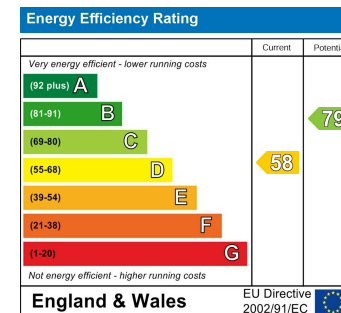 Energy Efficiency Rating
Current Potenti
Very energy efficient - lower running costs
(92 plus) A
(81-91) B
79
(69-80) C
(55-68) D 58
(39-54) E
(21-38) F
(1-20) G
Not energy efficient - higher running costs
England & Wales
EU Directive
2002/91/EC